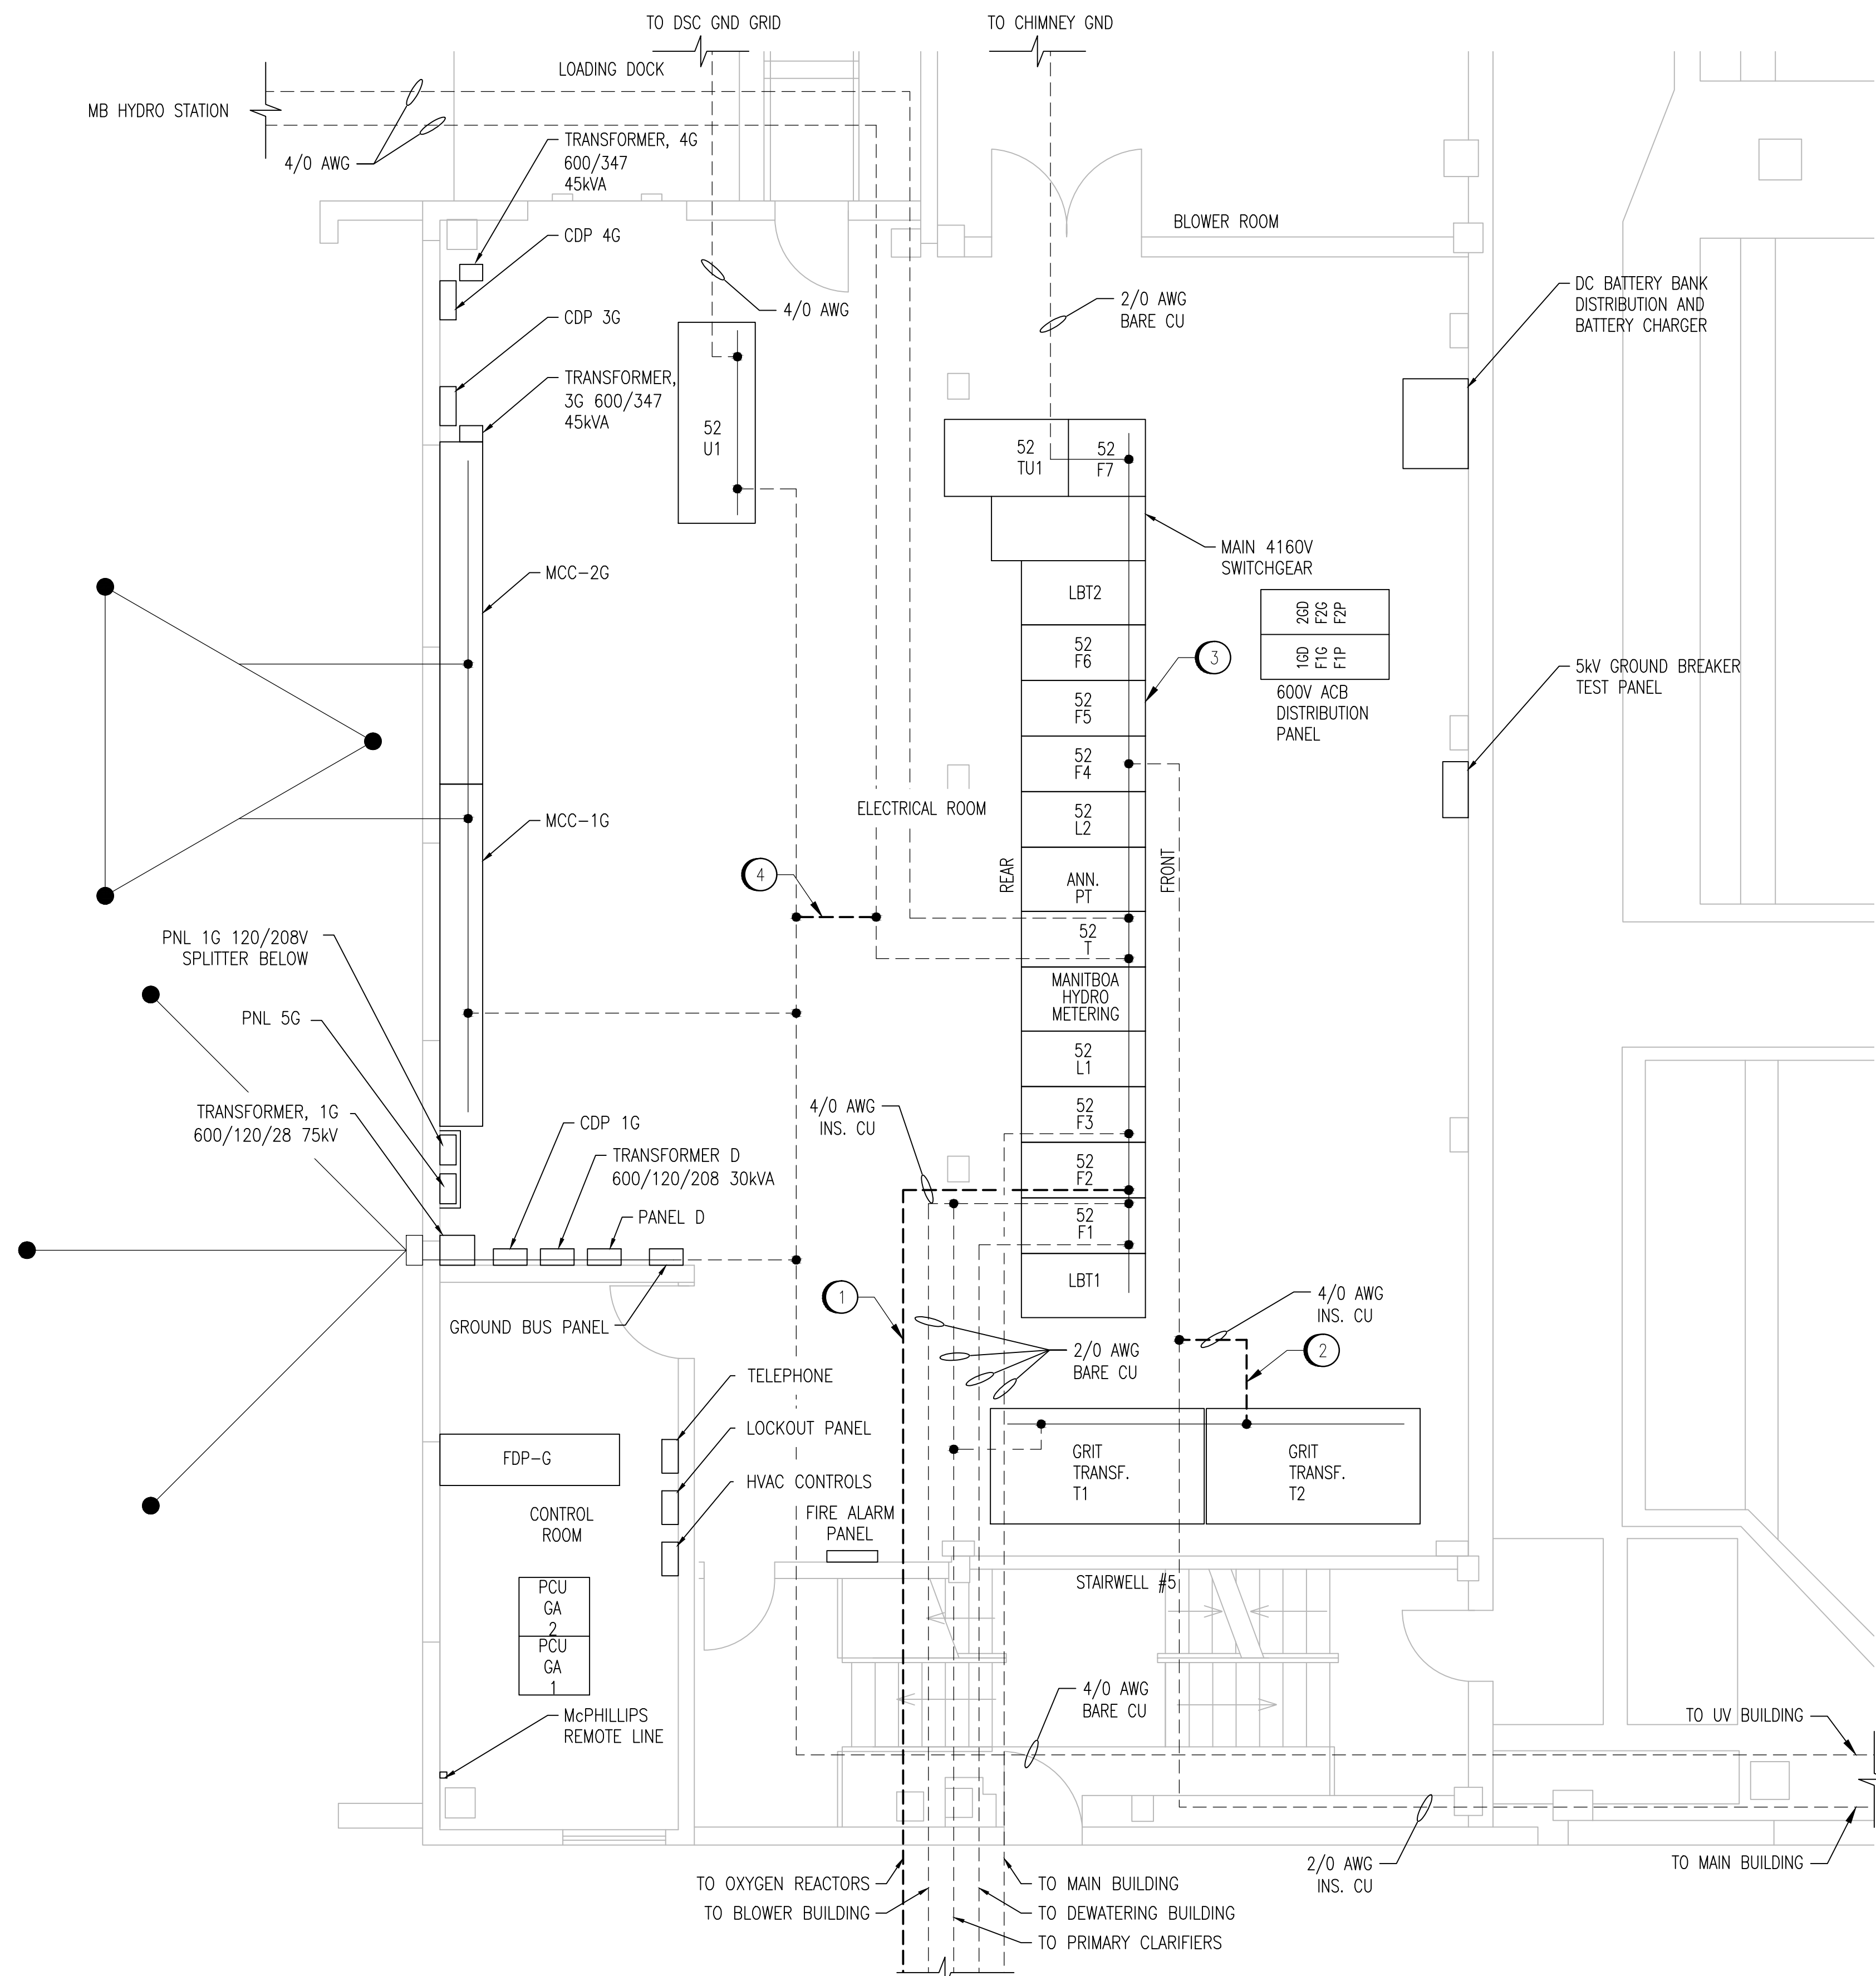 TO DSC GND GRID
TO CHIMNEY GND
LOADING DOCK
MB HYDRO STATION
4/0 AWG
TRANSFORMER, 4G
600/347
45kVA
CDP 4G
BLOWER ROOM
4/0 AWG
2/0 AWG
BARE CU
DC BATTERY BANK
DISTRIBUTION AND
BATTERY CHARGER
CDP 3G
TRANSFORMER,
3G 600/347
45kVA
52
U1
52
TU1
52
F7
MAIN 4160V
SWITCHGEAR
MCC-2G
LBT2
2GD
F2G
F2P
1GD
F1G
F1P
600V ACB
DISTRIBUTION
PANEL
52
F6
3
5kV GROUND BREAKER
TEST PANEL
52
F5
52
F4
ELECTRICAL ROOM
52
L2
MCC-1G
REAR
FRONT
4
ANN.
PT
52
T
PNL 1G 120/208V
SPLITTER BELOW
MANITBOA
HYDRO
METERING
PNL 5G
52
L1
TRANSFORMER, 1G
600/120/28 75kV
CDP 1G
4/0 AWG
INS. CU
52
F3
TRANSFORMER D
600/120/208 30kVA
52
F2
PANEL D
52
F1
LBT1
1
4/0 AWG
INS. CU
GROUND BUS PANEL
2/0 AWG
BARE CU
2
TELEPHONE
LOCKOUT PANEL
FDP-G
GRIT
TRANSF.
T1
GRIT
TRANSF.
T2
HVAC CONTROLS
CONTROL
ROOM
FIRE ALARM
PANEL
STAIRWELL #5
PCU
GA
2
PCU
GA
1
McPHILLIPS
REMOTE LINE
4/0 AWG
BARE CU
TO UV BUILDING
2/0 AWG
INS. CU
TO MAIN BUILDING
TO OXYGEN REACTORS
TO MAIN BUILDING
TO BLOWER BUILDING
TO DEWATERING BUILDING
TO PRIMARY CLARIFIERS